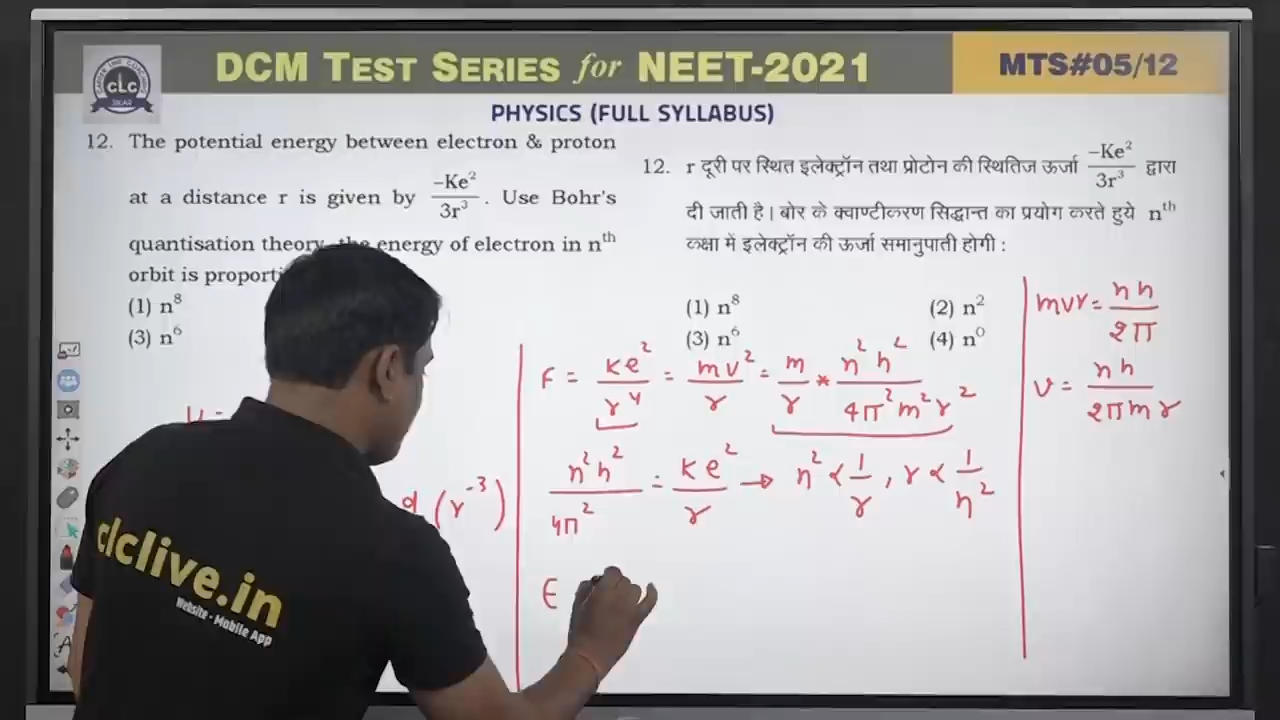 DCM TEST SERIES for NEET-2021
MTS#05/12
CLC
SIKAR
PHYSICS (FULL SYLLABUS)
12. The potential energy between electron & proton
at a distance r is given by -Ke²/3r³ . Use Bohr's
quantisation theory, the energy of electron in nᵗʰ
orbit is proporti
(1) n⁸
(3) n⁶
12. r दूरी पर स्थित इलेक्ट्रॉन तथा प्रोटोन की स्थितिज ऊर्जा -Ke²/3r³ द्वारा
दी जाती है। बोर के क्वाण्टीकरण सिद्धान्त का प्रयोग करते हुये nᵗʰ
कक्षा में इलेक्ट्रॉन की ऊर्जा समानुपाती होगी :
(1) n⁸ (2) n²
(3) n⁶ (4) n⁰
(r⁻³)
F = Ke²/r⁴ = mv²/r = m/r * n²h²/4π²m²r²
n²h²/4π² = Ke²/r → n² ∝ 1/r , r ∝ 1/n²
E
mvr = nh/2π
v = nh/2πmr
clclive.in
Website - Mobile App